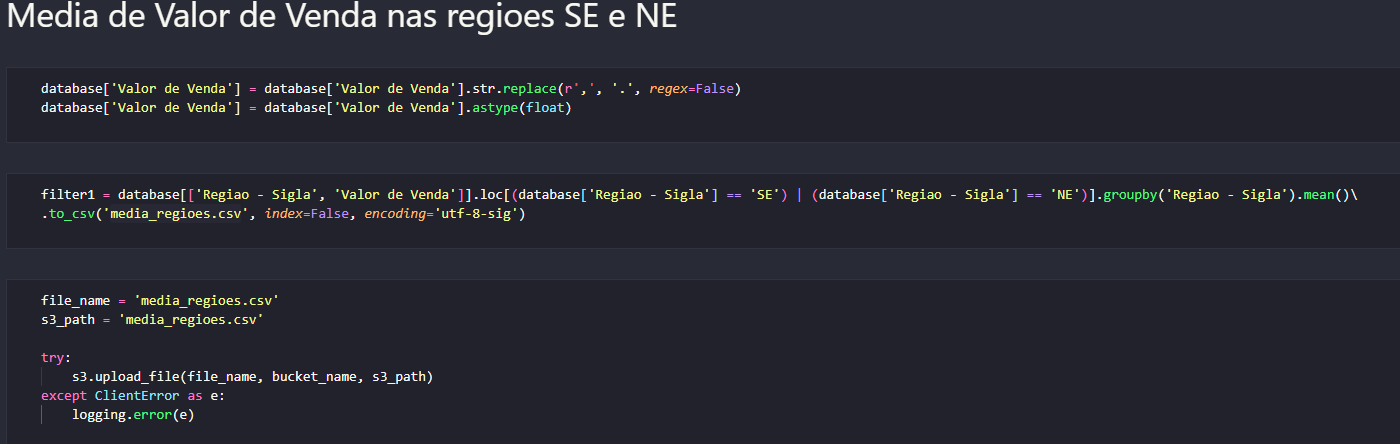 Media de Valor de Venda nas regioes SE e NE
database['Valor de Venda'] = database['Valor de Venda'].str.replace(r',', '.', regex=False)
database['Valor de Venda'] = database['Valor de Venda'].astype(float)
filter1 = database[['Regiao - Sigla', 'Valor de Venda']].loc[(database['Regiao - Sigla'] == 'SE') | (database['Regiao - Sigla'] == 'NE')].groupby('Regiao - Sigla').mean()\
.to_csv('media_regioes.csv', index=False, encoding='utf-8-sig')
file_name = 'media_regioes.csv'
s3_path = 'media_regioes.csv'
try:
s3.upload_file(file_name, bucket_name, s3_path)
except ClientError as e:
logging.error(e)